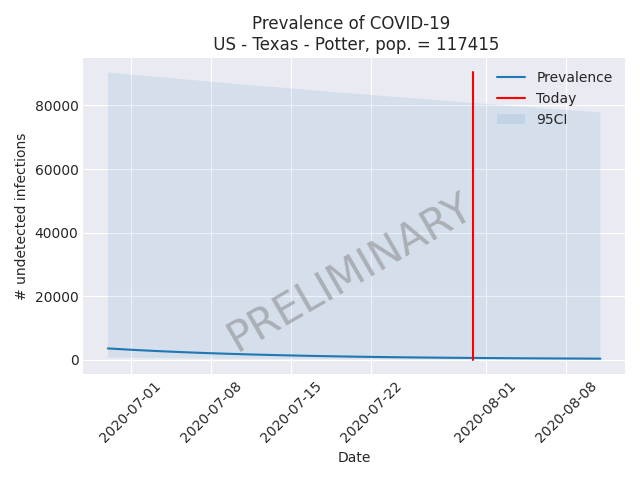 Prevalence of COVID-19
US - Texas - Potter, pop. = 117415
Prevalence
Today
95CI
# undetected infections
80000
60000
40000
20000
0
PRELIMINARY
2020-07-01
2020-07-08
2020-07-15
2020-07-22
2020-08-01
2020-08-08
Date